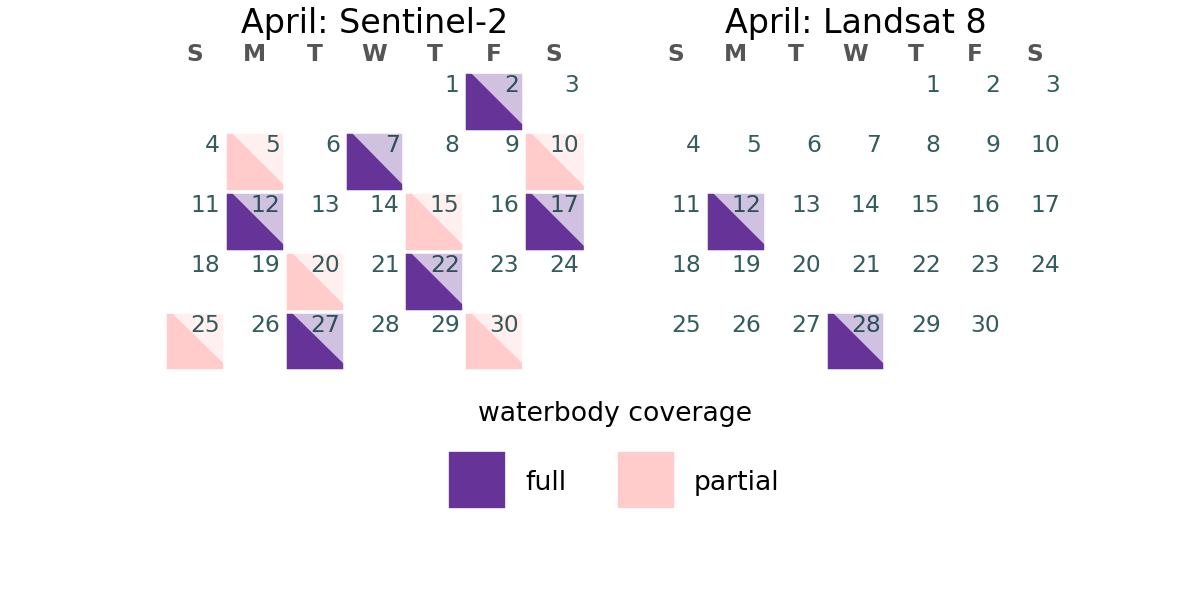 April: Sentinel-2
S M T W T F S
1 2 3
4 5 6 7 8 9 10
11 12 13 14 15 16 17
18 19 20 21 22 23 24
25 26 27 28 29 30
April: Landsat 8
S M T W T F S
1 2 3
4 5 6 7 8 9 10
11 12 13 14 15 16 17
18 19 20 21 22 23 24
25 26 27 28 29 30
waterbody coverage
full
partial